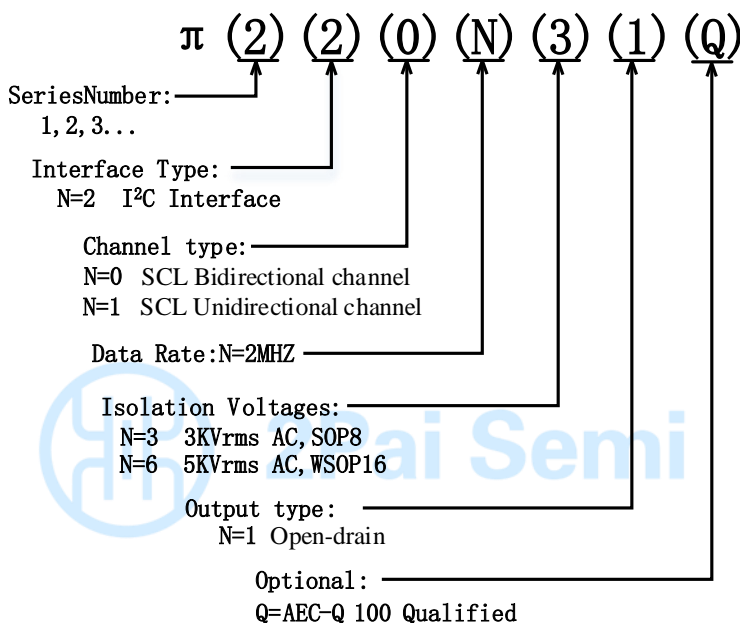 π (2) (2) (0) (N) (3) (1) (Q)
SeriesNumber:
1,2,3...
Interface Type:
N=2 I²C Interface
Channel type:
N=0 SCL Bidirectional channel
N=1 SCL Unidirectional channel
Data Rate:N=2MHZ
Isolation Voltages:
N=3 3KVrms AC,SOP8
N=6 5KVrms AC,WSOP16
2Pai Semi
Output type:
N=1 Open-drain
Optional:
Q=AEC-Q 100 Qualified